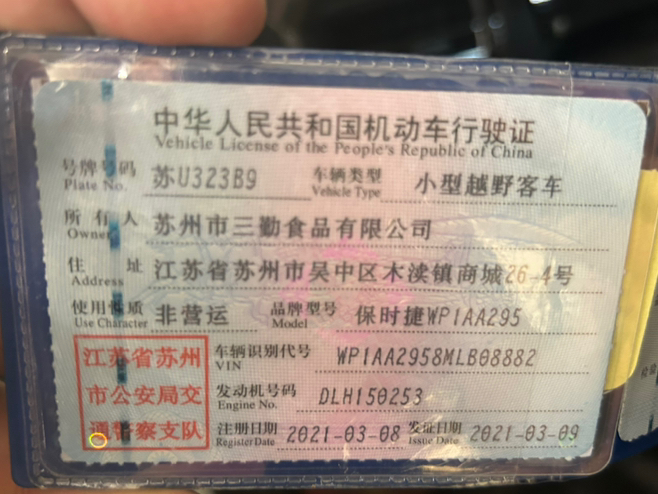 中华人民共和国机动车行驶证
Vehicle License of the People's Republic of China
号牌号码 苏U323B9 车辆类型 小型越野客车
Plate No. Vehicle Type
所有人 苏州市三勤食品有限公司
Owner
住址 江苏省苏州市吴中区木渎镇商城26-4号
Address
使用性质 非营运 品牌型号 保时捷WP1AA295
Use Character Model
江苏省苏州
市公安局交
通警察支队
车辆识别代号 WP1AA2958MLB08882
VIN
发动机号码 DLH150253
Engine No.
注册日期 2021-03-08 发证日期 2021-03-09
Register Date Issue Date